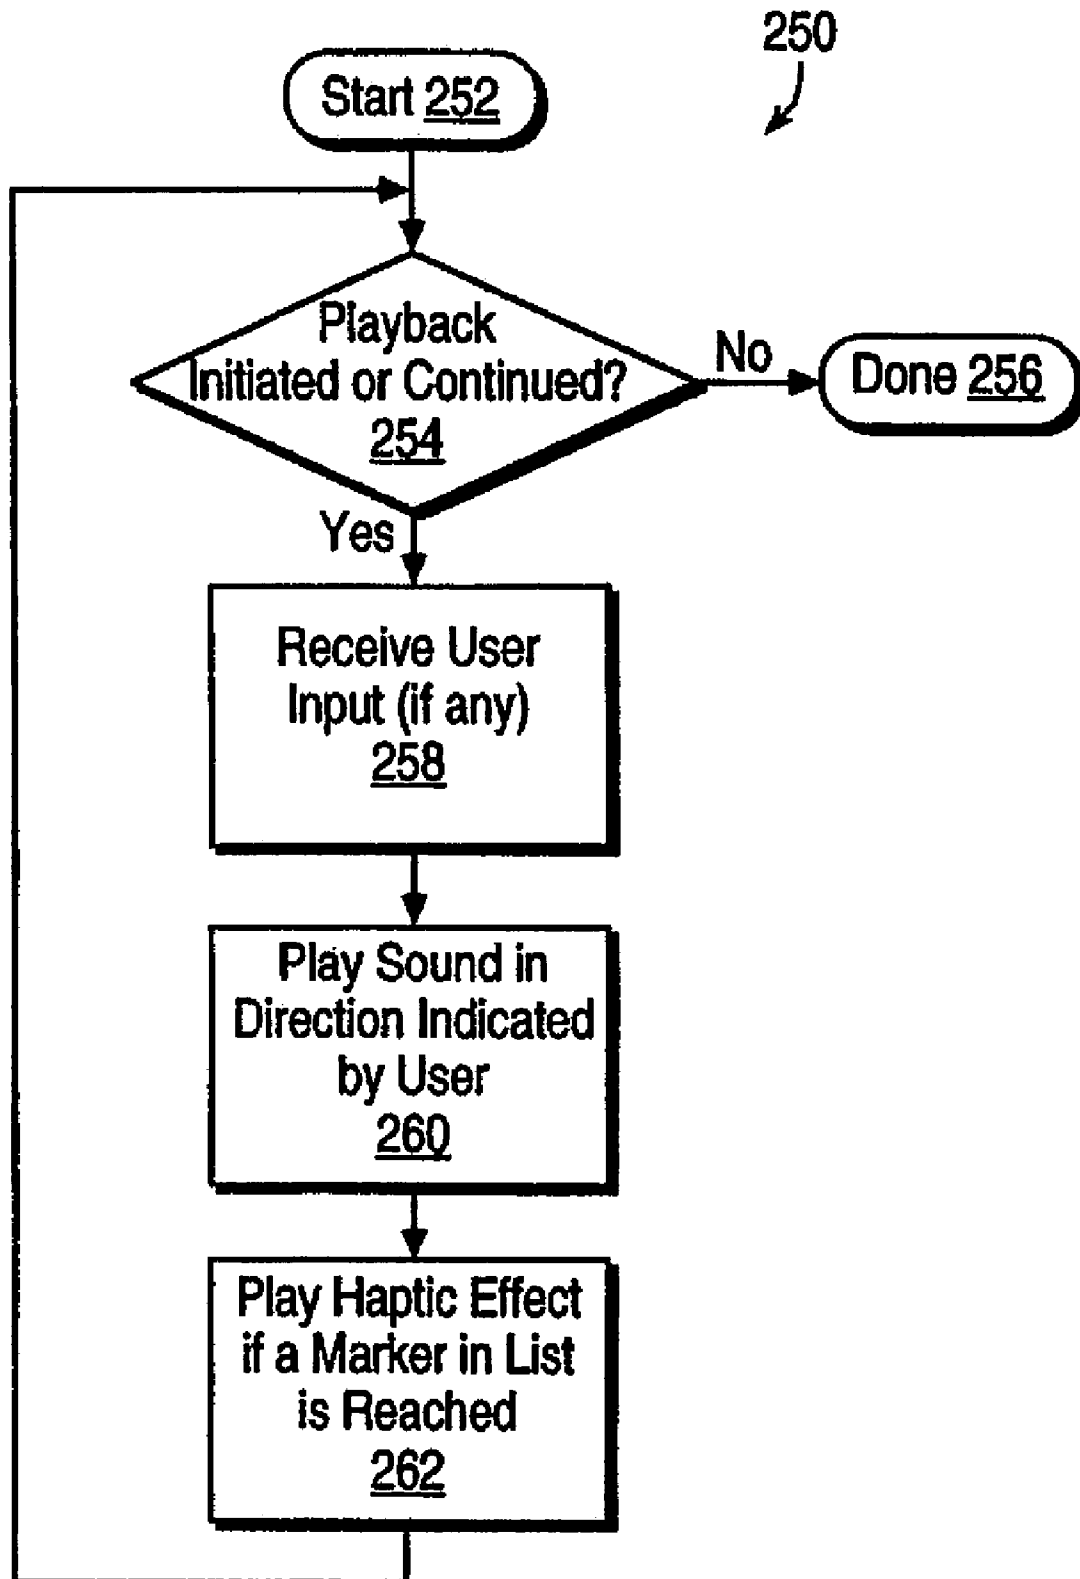 250
Start 252
Playback
Initiated or Continued?
254
No
Done 256
Yes
Receive User
Input (if any)
258
Play Sound in
Direction Indicated
by User
260
Play Haptic Effect
if a Marker in List
is Reached
262